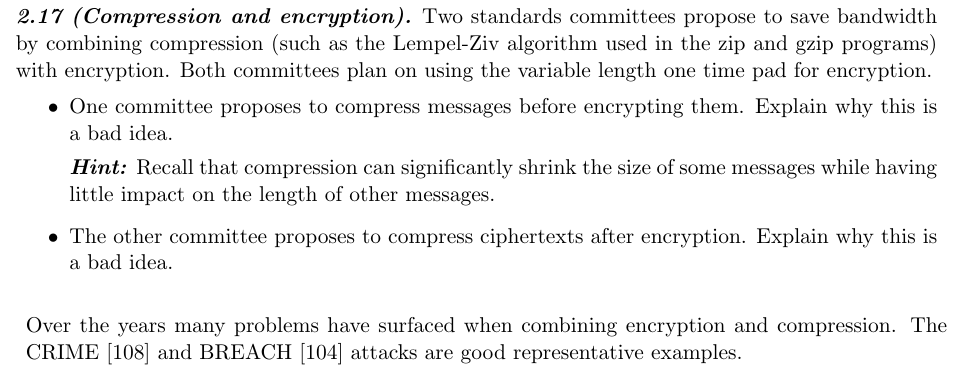 2.17 (Compression and encryption). Two standards committees propose to save bandwidth
by combining compression (such as the Lempel-Ziv algorithm used in the zip and gzip programs)
with encryption. Both committees plan on using the variable length one time pad for encryption.
• One committee proposes to compress messages before encrypting them. Explain why this is
a bad idea.
Hint: Recall that compression can significantly shrink the size of some messages while having
little impact on the length of other messages.
• The other committee proposes to compress ciphertexts after encryption. Explain why this is
a bad idea.
Over the years many problems have surfaced when combining encryption and compression. The
CRIME [108] and BREACH [104] attacks are good representative examples.